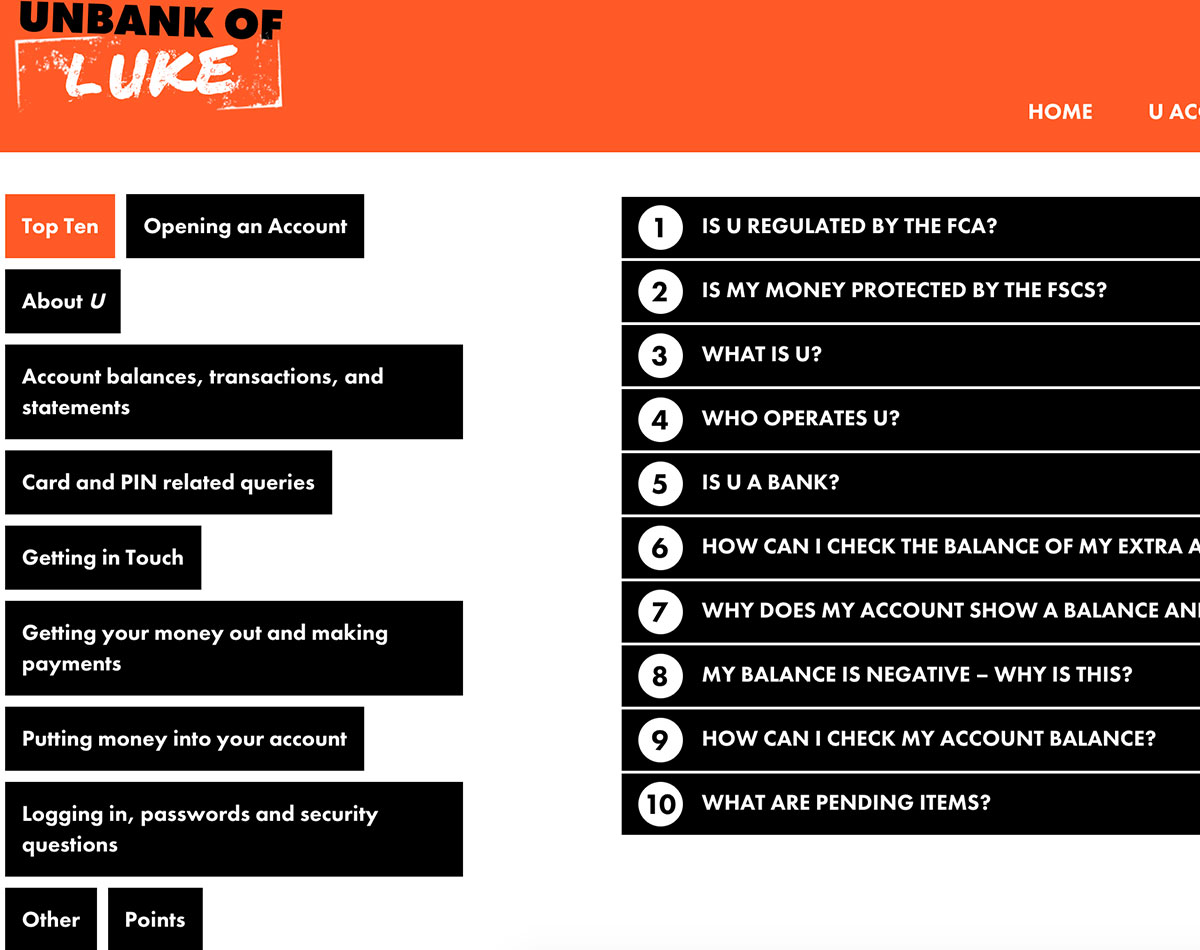 UNBANK OF
LUKE
HOME
U AC
Top Ten
Opening an Account
About U
Account balances, transactions, and
statements
Card and PIN related queries
Getting in Touch
Getting your money out and making
payments
Putting money into your account
Logging in, passwords and security
questions
Other
Points
1 IS U REGULATED BY THE FCA?
2 IS MY MONEY PROTECTED BY THE FSCS?
3 WHAT IS U?
4 WHO OPERATES U?
5 IS U A BANK?
6 HOW CAN I CHECK THE BALANCE OF MY EXTRA A
7 WHY DOES MY ACCOUNT SHOW A BALANCE AN
8 MY BALANCE IS NEGATIVE – WHY IS THIS?
9 HOW CAN I CHECK MY ACCOUNT BALANCE?
10 WHAT ARE PENDING ITEMS?